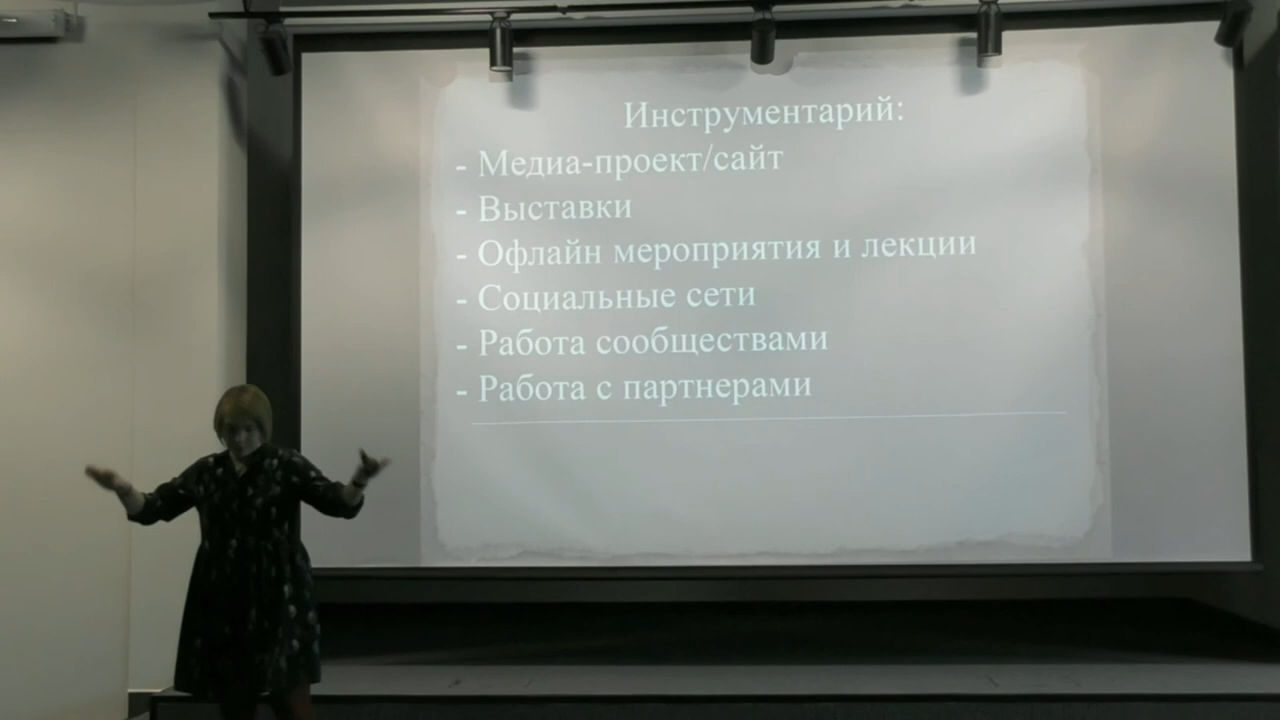 Инструментарий:
- Медиа-проект/сайт
- Выставки
- Офлайн мероприятия и лекции
- Социальные сети
- Работа сообществами
- Работа с партнерами